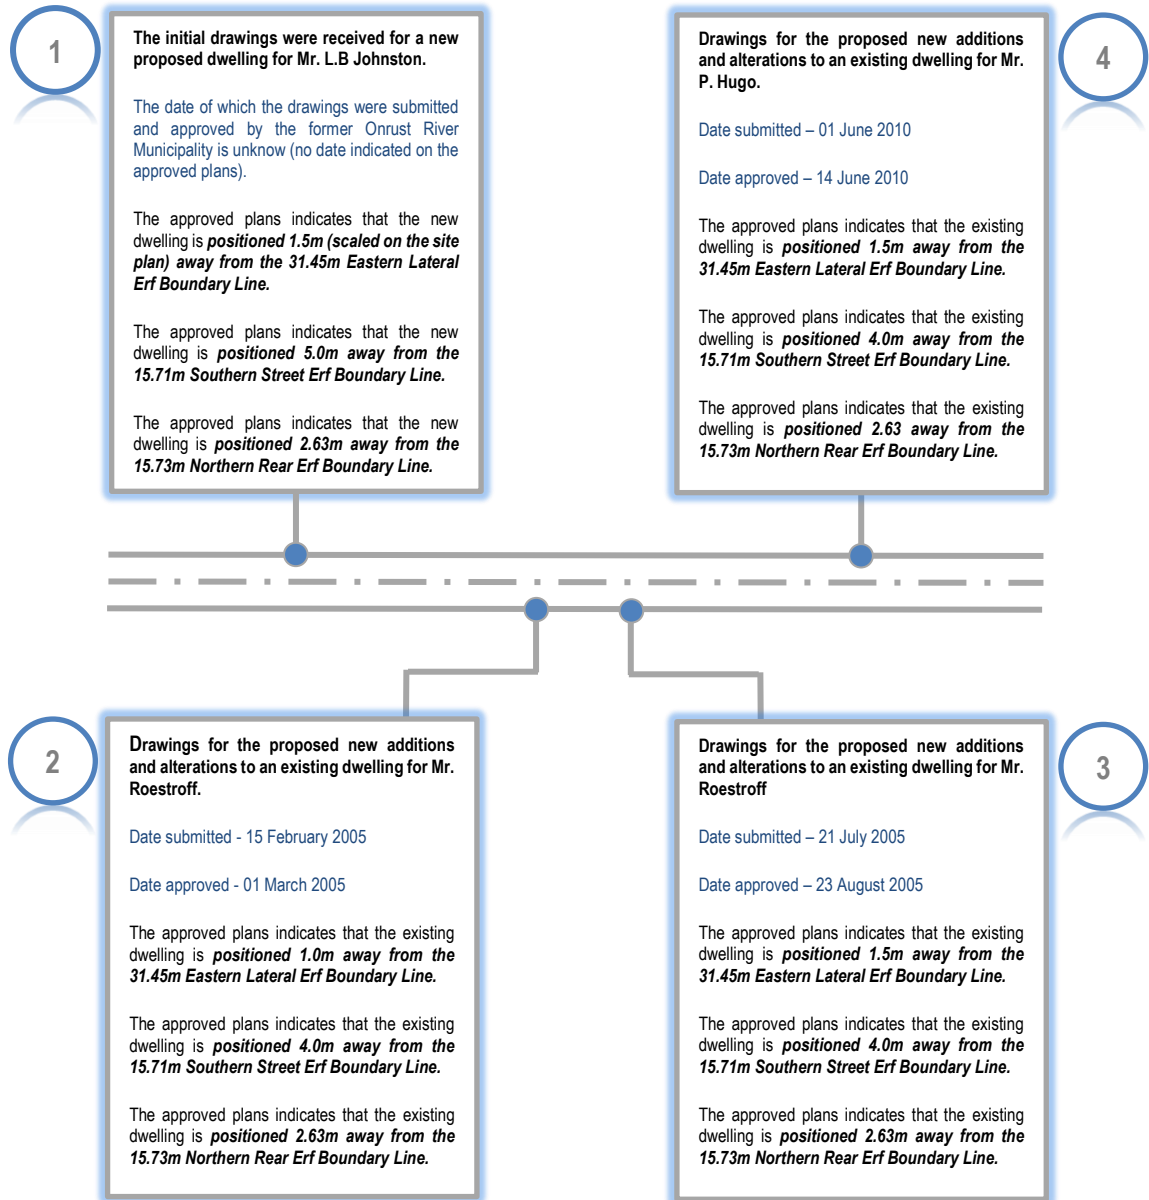 1
The initial drawings were received for a new
proposed dwelling for Mr. L.B Johnston.
The date of which the drawings were submitted
and approved by the former Onrust River
Municipality is unknow (no date indicated on the
approved plans).
The approved plans indicates that the new
dwelling is positioned 1.5m (scaled on the site
plan) away from the 31.45m Eastern Lateral
Erf Boundary Line.
The approved plans indicates that the new
dwelling is positioned 5.0m away from the
15.71m Southern Street Erf Boundary Line.
The approved plans indicates that the new
dwelling is positioned 2.63m away from the
15.73m Northern Rear Erf Boundary Line.
4
Drawings for the proposed new additions
and alterations to an existing dwelling for Mr.
P. Hugo.
Date submitted – 01 June 2010
Date approved – 14 June 2010
The approved plans indicates that the existing
dwelling is positioned 1.5m away from the
31.45m Eastern Lateral Erf Boundary Line.
The approved plans indicates that the existing
dwelling is positioned 4.0m away from the
15.71m Southern Street Erf Boundary Line.
The approved plans indicates that the existing
dwelling is positioned 2.63 away from the
15.73m Northern Rear Erf Boundary Line.
2
Drawings for the proposed new additions
and alterations to an existing dwelling for Mr.
Roestroff.
Date submitted - 15 February 2005
Date approved - 01 March 2005
The approved plans indicates that the existing
dwelling is positioned 1.0m away from the
31.45m Eastern Lateral Erf Boundary Line.
The approved plans indicates that the existing
dwelling is positioned 4.0m away from the
15.71m Southern Street Erf Boundary Line.
The approved plans indicates that the existing
dwelling is positioned 2.63m away from the
15.73m Northern Rear Erf Boundary Line.
3
Drawings for the proposed new additions
and alterations to an existing dwelling for Mr.
Roestroff
Date submitted – 21 July 2005
Date approved – 23 August 2005
The approved plans indicates that the existing
dwelling is positioned 1.5m away from the
31.45m Eastern Lateral Erf Boundary Line.
The approved plans indicates that the existing
dwelling is positioned 4.0m away from the
15.71m Southern Street Erf Boundary Line.
The approved plans indicates that the existing
dwelling is positioned 2.63m away from the
15.73m Northern Rear Erf Boundary Line.